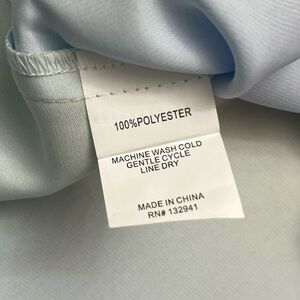 100%POLYESTER
MACHINE WASH COLD
GENTLE CYCLE
LINE DRY
MADE IN CHINA
RN# 132941